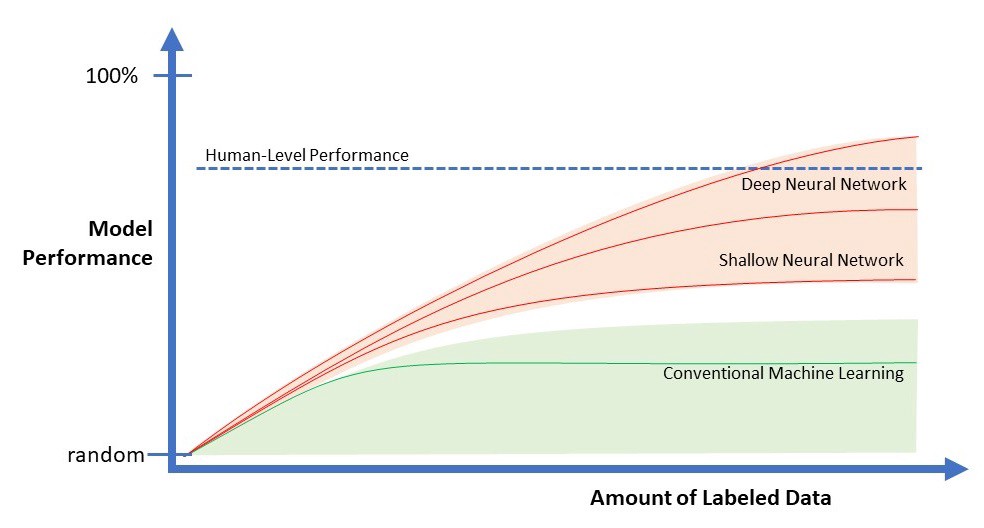 100%
Human-Level Performance
Deep Neural Network
Model
Performance
Shallow Neural Network
Conventional Machine Learning
random
Amount of Labeled Data